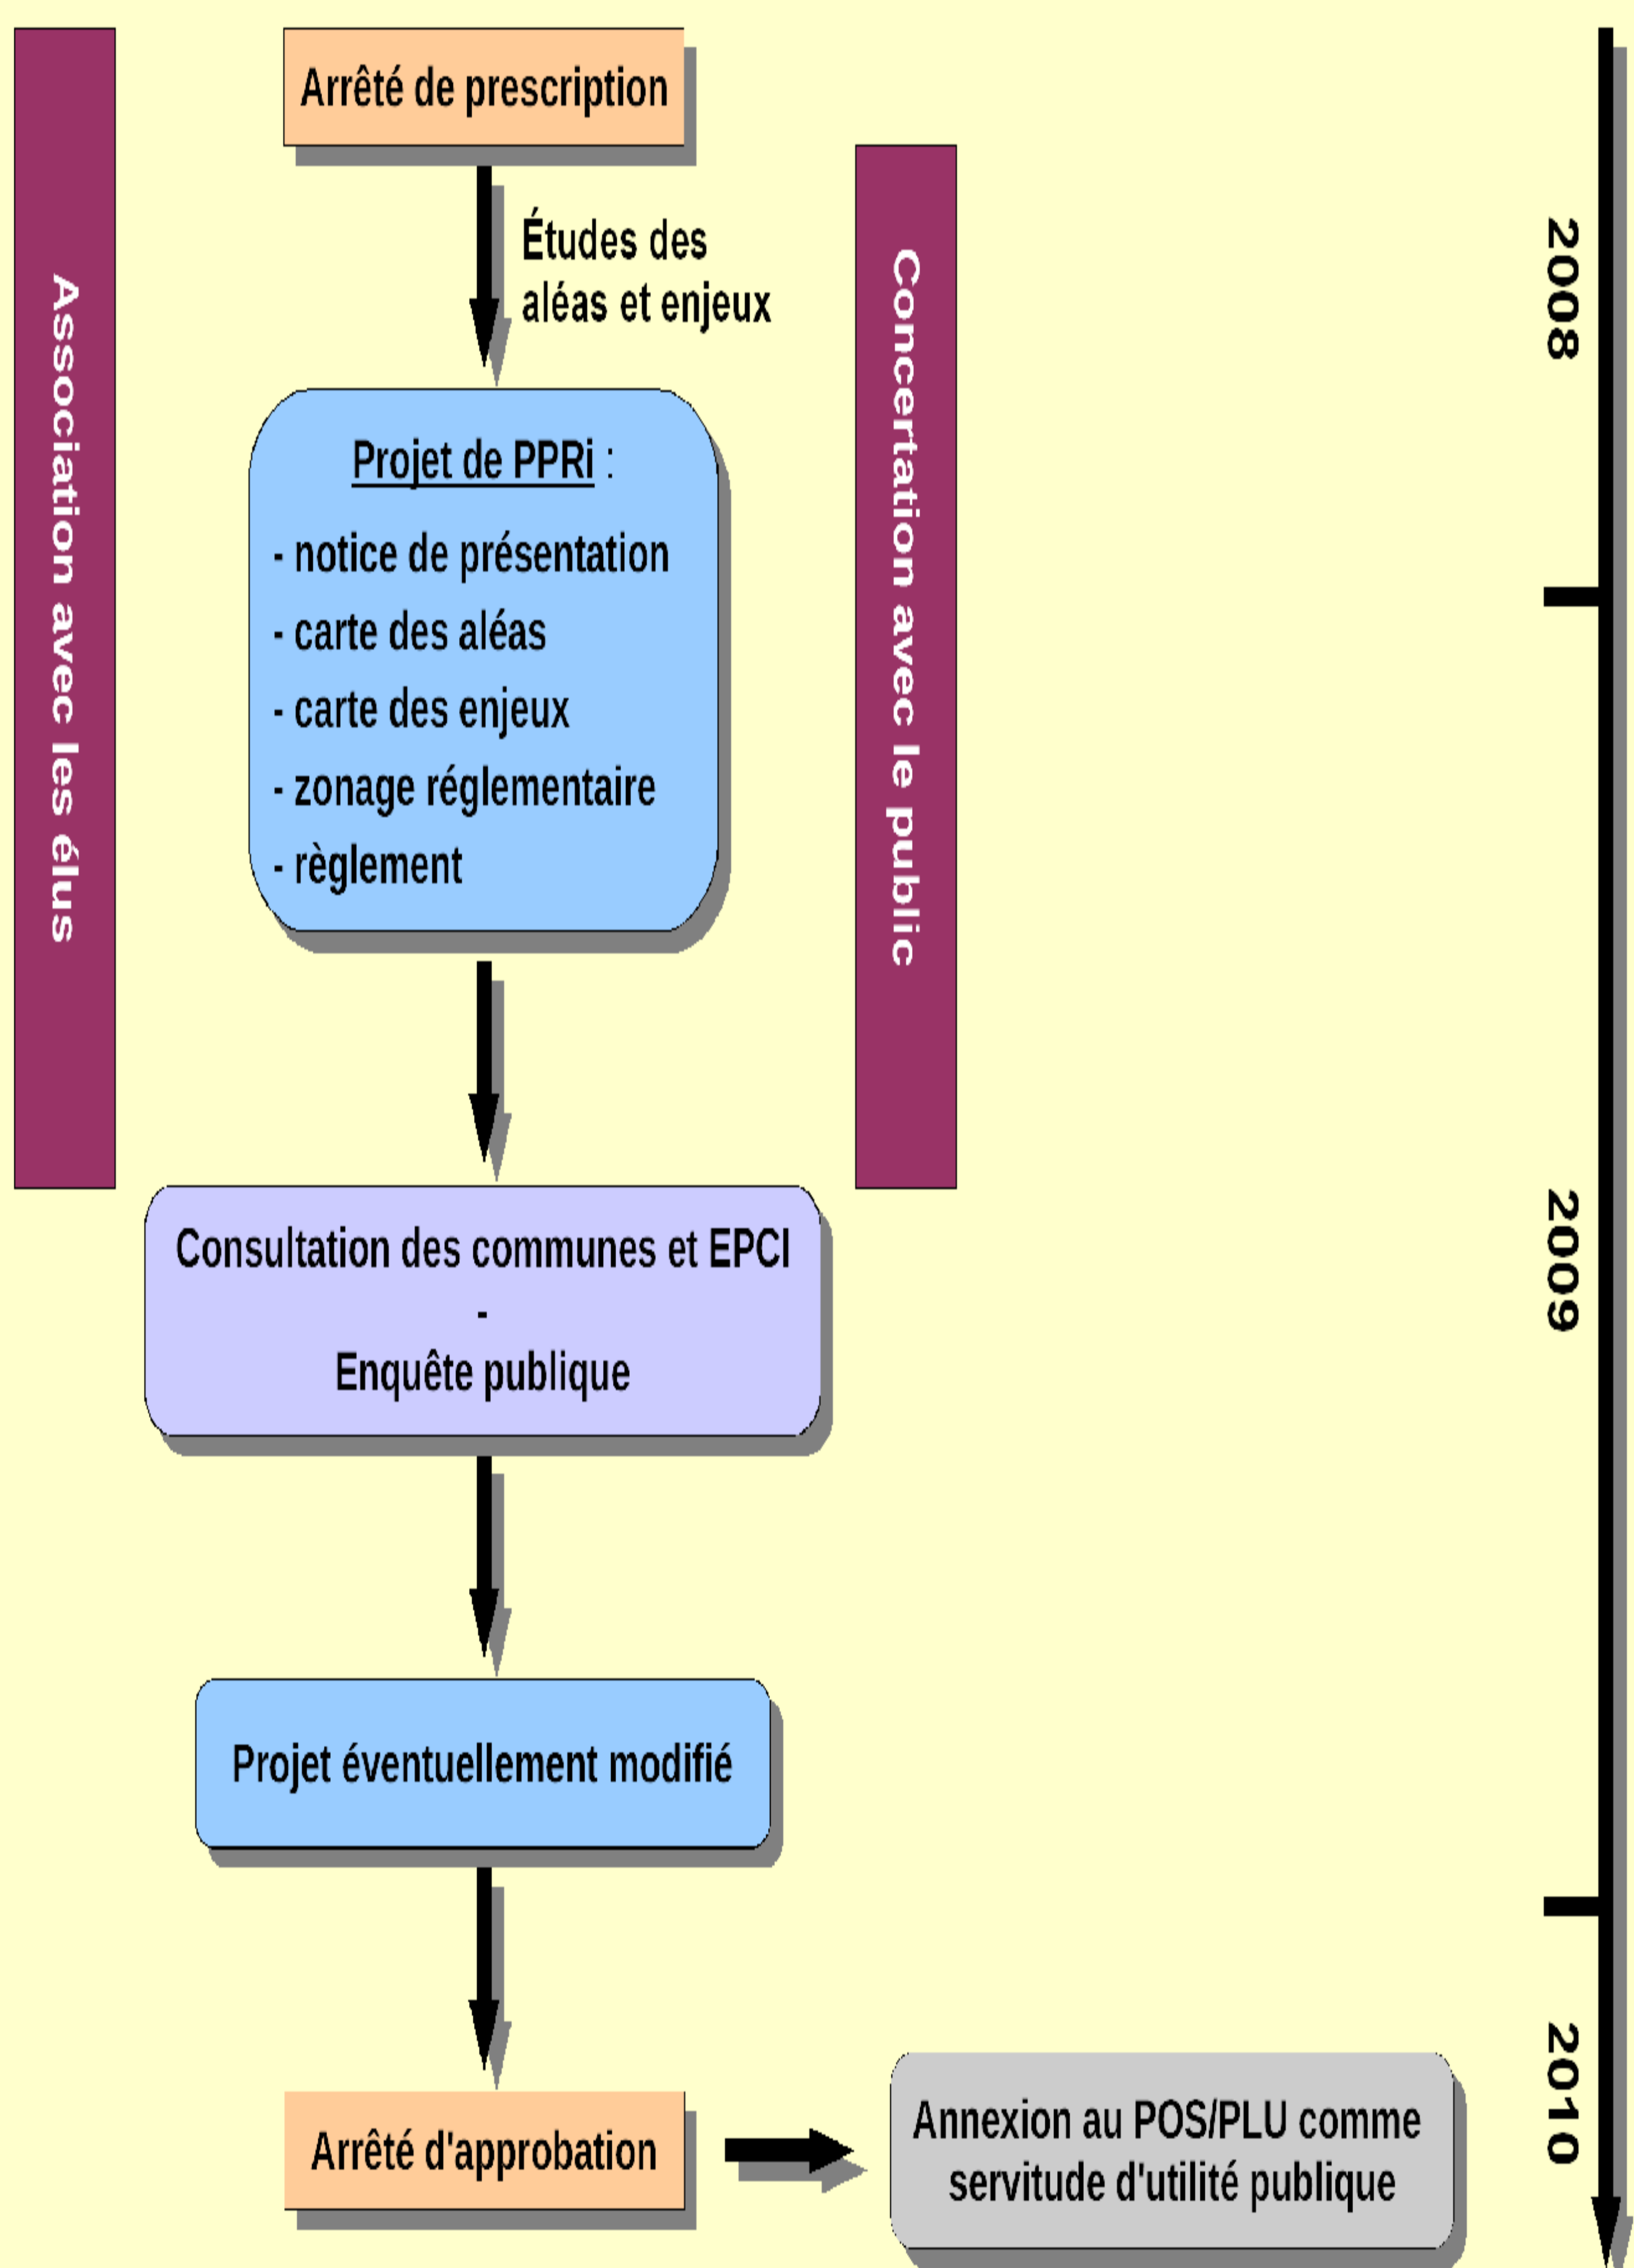 Arrêté de prescription
Études des
aléas et enjeux
Association avec les élus
Concertation avec le public
Projet de PPRi :
- notice de présentation
- carte des aléas
- carte des enjeux
- zonage réglementaire
- règlement
Consultation des communes et EPCI
-
Enquête publique
Projet éventuellement modifié
Arrêté d'approbation
Annexion au POS/PLU comme
servitude d'utilité publique
2008
2009
2010